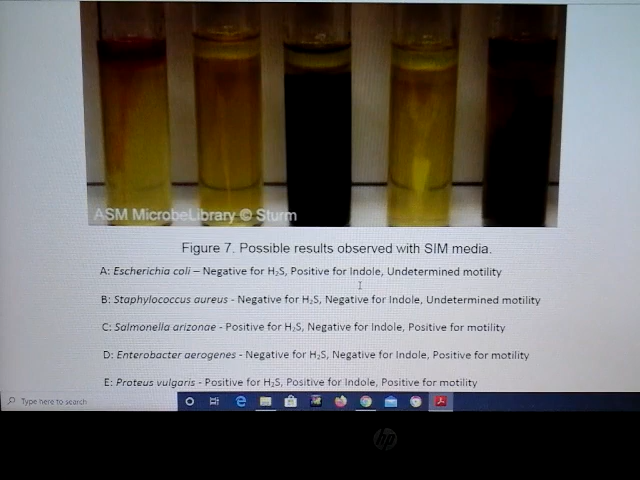 ASM MicrobeLibrary © Sturm
Figure 7. Possible results observed with SIM media.
A: Escherichia coli – Negative for H₂S, Positive for Indole, Undetermined motility
B: Staphylococcus aureus - Negative for H₂S, Negative for Indole, Undetermined motility
C: Salmonella arizonae - Positive for H₂S, Negative for Indole, Positive for motility
D: Enterobacter aerogenes - Negative for H₂S, Negative for Indole, Positive for motility
E: Proteus vulgaris - Positive for H₂S, Positive for Indole, Positive for motility
Type here to search
hp